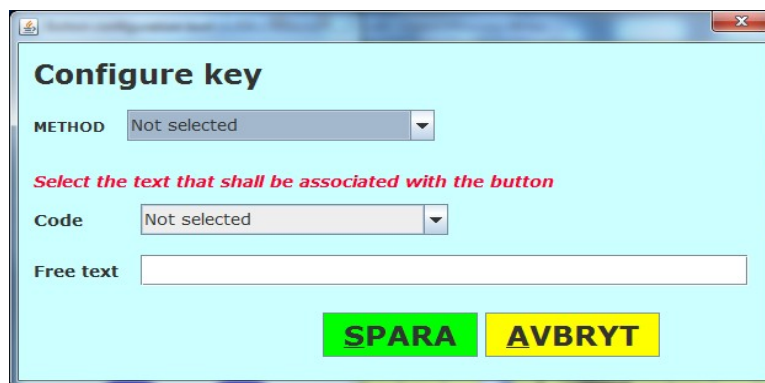 Configure key
METHOD Not selected
Select the text that shall be associated with the button
Code Not selected
Free text
SPARA AVBRYT